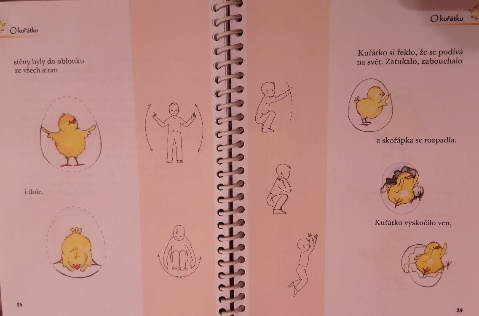 O kuřátku
stěny byly do oblouku
ze všech stran
i dole.
O kuřátku
Kuřátko si řeklo, že se podívá
na svět. Zaťukalo, zabouchalo
a skořápka se rozpadla.
Kuřátko vyskočilo ven,